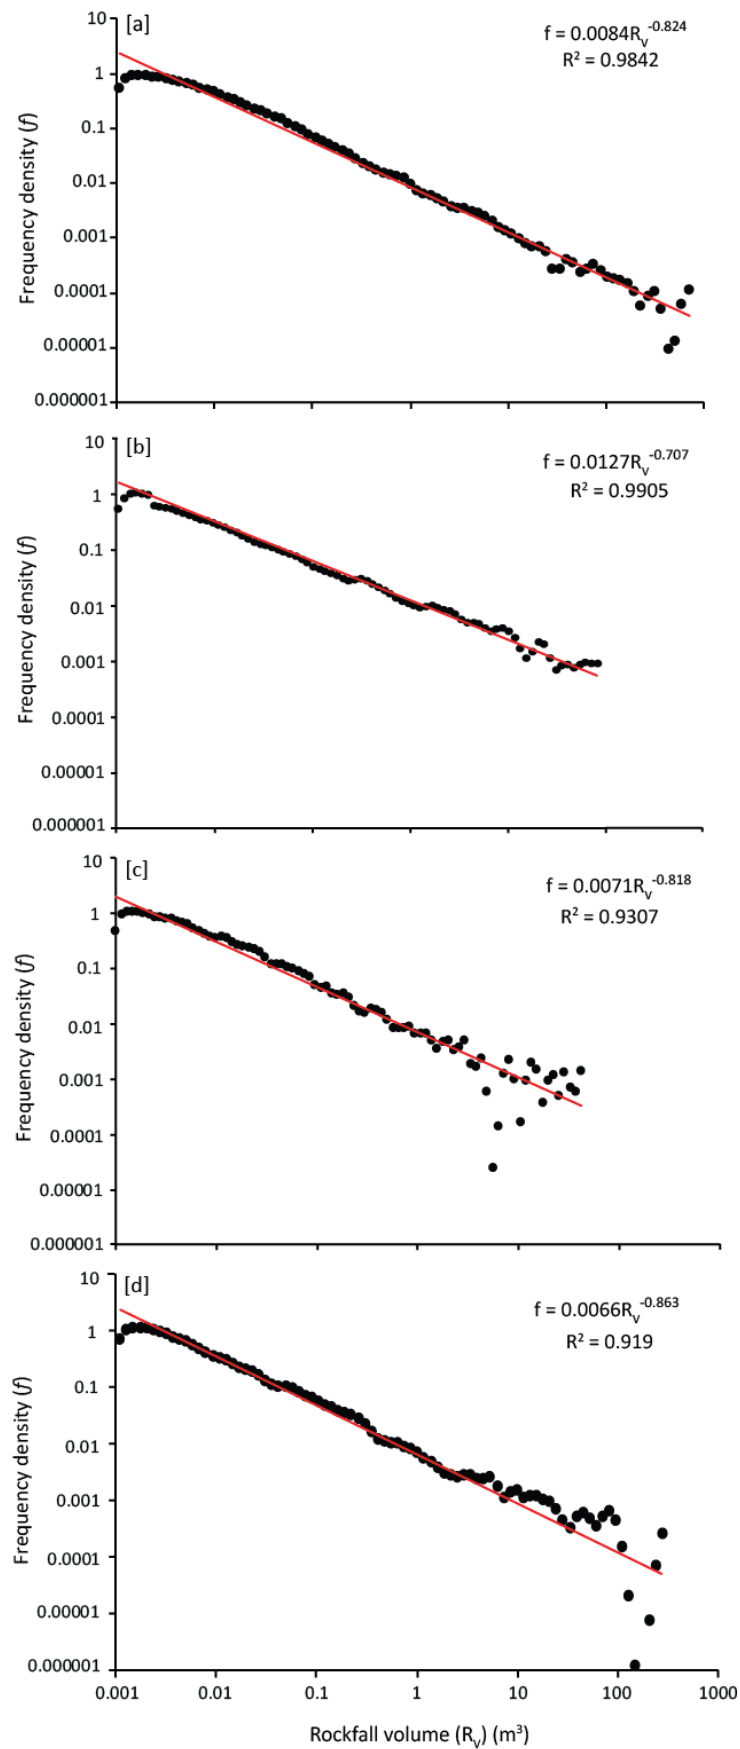 [a]
f = 0.0084Rv^-0.824
R² = 0.9842
10
1
0.1
0.01
0.001
0.0001
0.00001
0.000001
Frequency density (f)
[b]
f = 0.0127Rv^-0.707
R² = 0.9905
10
1
0.1
0.01
0.001
0.0001
0.00001
0.000001
Frequency density (f)
[c]
f = 0.0071Rv^-0.818
R² = 0.9307
10
1
0.1
0.01
0.001
0.0001
0.00001
0.000001
Frequency density (f)
[d]
f = 0.0066Rv^-0.863
R² = 0.919
10
1
0.1
0.01
0.001
0.0001
0.00001
0.000001
Frequency density (f)
0.001 0.01 0.1 1 10 100 1000
Rockfall volume (Rv) (m³)